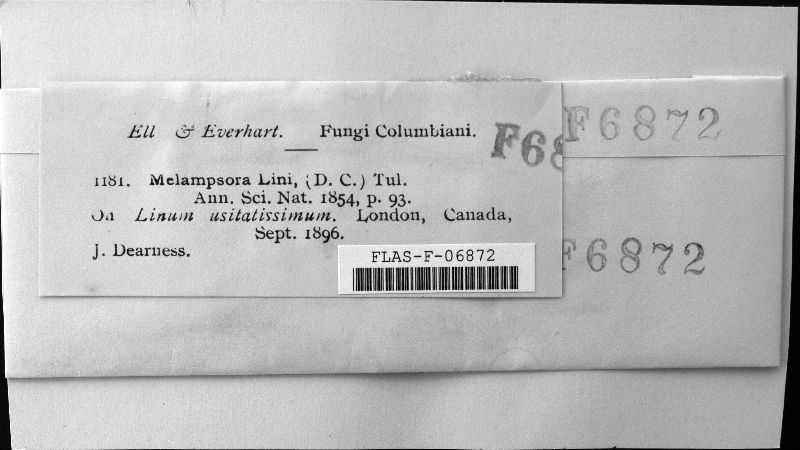 Ell & Everhart. Fungi Columbiani.
1181. Melampsora Lini, (D. C.) Tul.
Ann. Sci. Nat. 1854, p. 93.
On Linum usitatissimum. London, Canada,
Sept. 1896.
J. Dearness.
FLAS-F-06872
F68
F6872
F6872